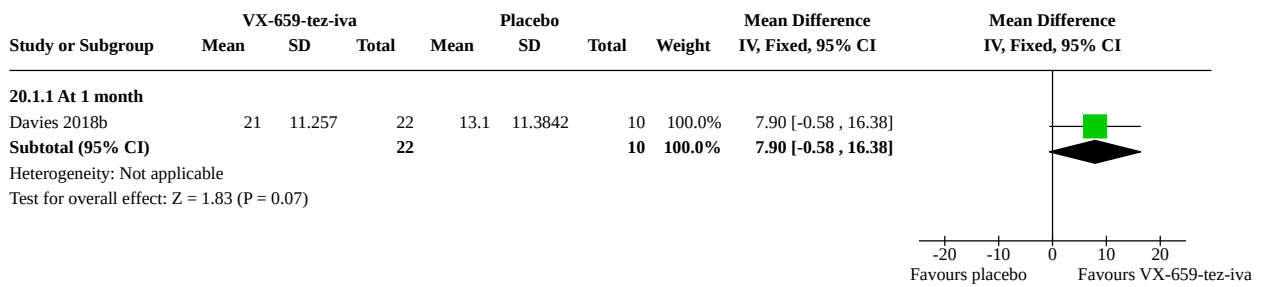 VX-659-tez-iva Placebo Mean Difference Mean Difference
Study or Subgroup Mean SD Total Mean SD Total Weight IV, Fixed, 95% CI IV, Fixed, 95% CI
20.1.1 At 1 month
Davies 2018b 21 11.257 22 13.1 11.3842 10 100.0% 7.90 [-0.58 , 16.38]
Subtotal (95% CI) 22 10 100.0% 7.90 [-0.58 , 16.38]
Heterogeneity: Not applicable
Test for overall effect: Z = 1.83 (P = 0.07)
-20 -10 0 10 20
Favours placebo Favours VX-659-tez-iva